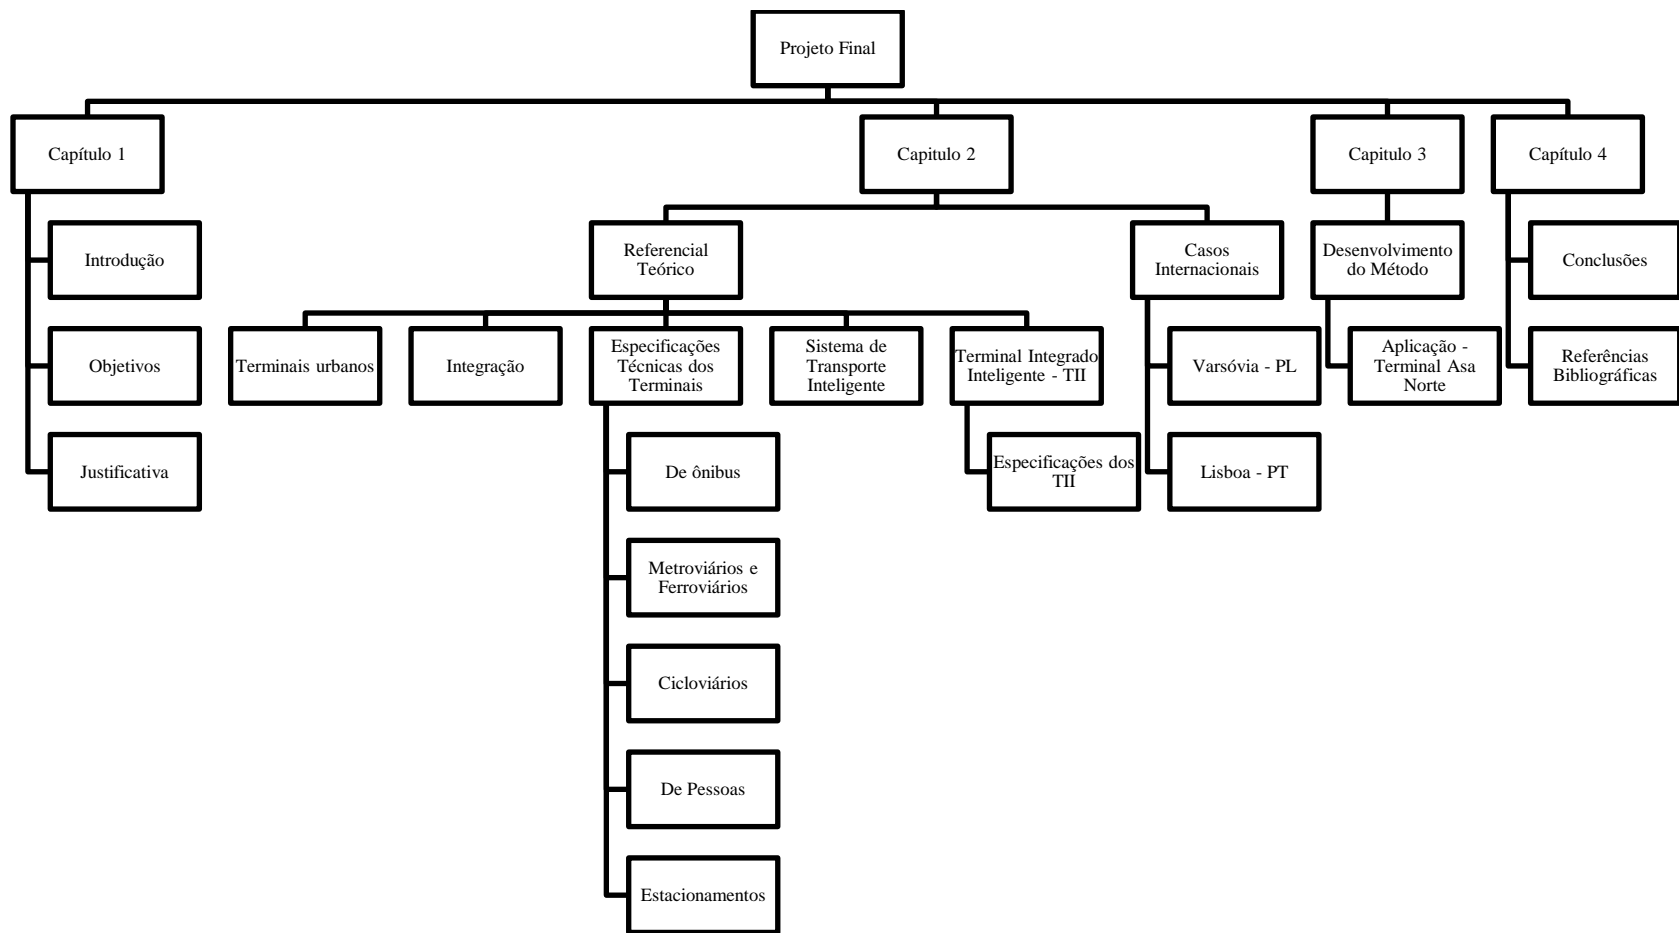 Projeto Final
Capítulo 1
Capitulo 2
Capitulo 3
Capítulo 4
Introdução
Objetivos
Justificativa
Referencial
Teórico
Terminais urbanos
Integração
Especificações
Técnicas dos
Terminais
De ônibus
Metroviários e
Ferroviários
Cicloviários
De Pessoas
Estacionamentos
Sistema de
Transporte
Inteligente
Terminal Integrado
Inteligente - TII
Especificações dos
TII
Casos
Internacionais
Varsóvia - PL
Lisboa - PT
Desenvolvimento
do Método
Aplicação -
Terminal Asa
Norte
Conclusões
Referências
Bibliográficas